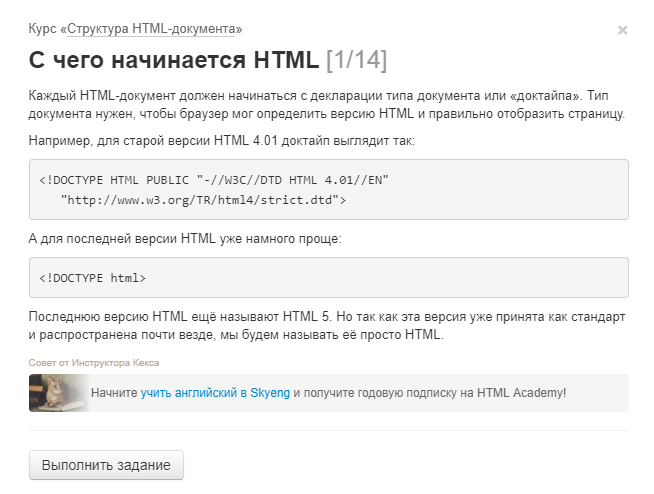 Курс «Структура HTML-документа»
×
С чего начинается HTML [1/14]
Каждый HTML-документ должен начинаться с декларации типа документа или «доктайпа». Тип
документа нужен, чтобы браузер мог определить версию HTML и правильно отобразить страницу.
Например, для старой версии HTML 4.01 доктайп выглядит так:
<!DOCTYPE HTML PUBLIC "-//W3C//DTD HTML 4.01//EN"
"http://www.w3.org/TR/html4/strict.dtd">
А для последней версии HTML уже намного проще:
<!DOCTYPE html>
Последнюю версию HTML ещё называют HTML 5. Но так как эта версия уже принята как стандарт
и распространена почти везде, мы будем называть её просто HTML.
Совет от Инструктора Кекса
Начните учить английский в Skyeng и получите годовую подписку на HTML Academy!
Выполнить задание